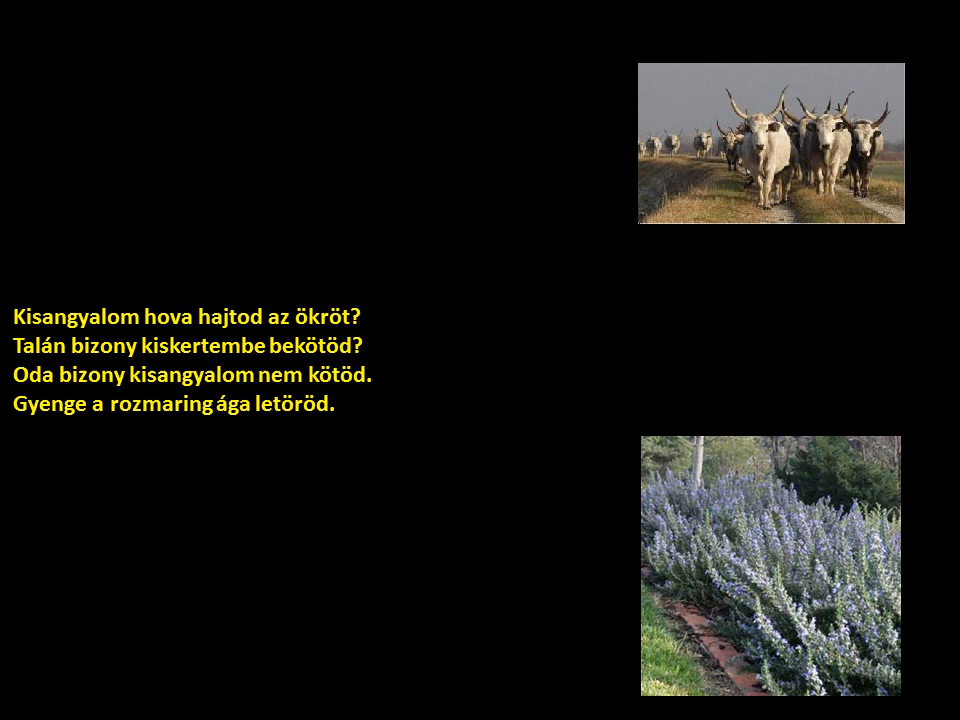 Kisangyalom hova hajtod az ökröt?
Talán bizony kiskertembe bekötöd?
Oda bizony kisangyalom nem kötöd.
Gyenge a rozmaring ága letöröd.